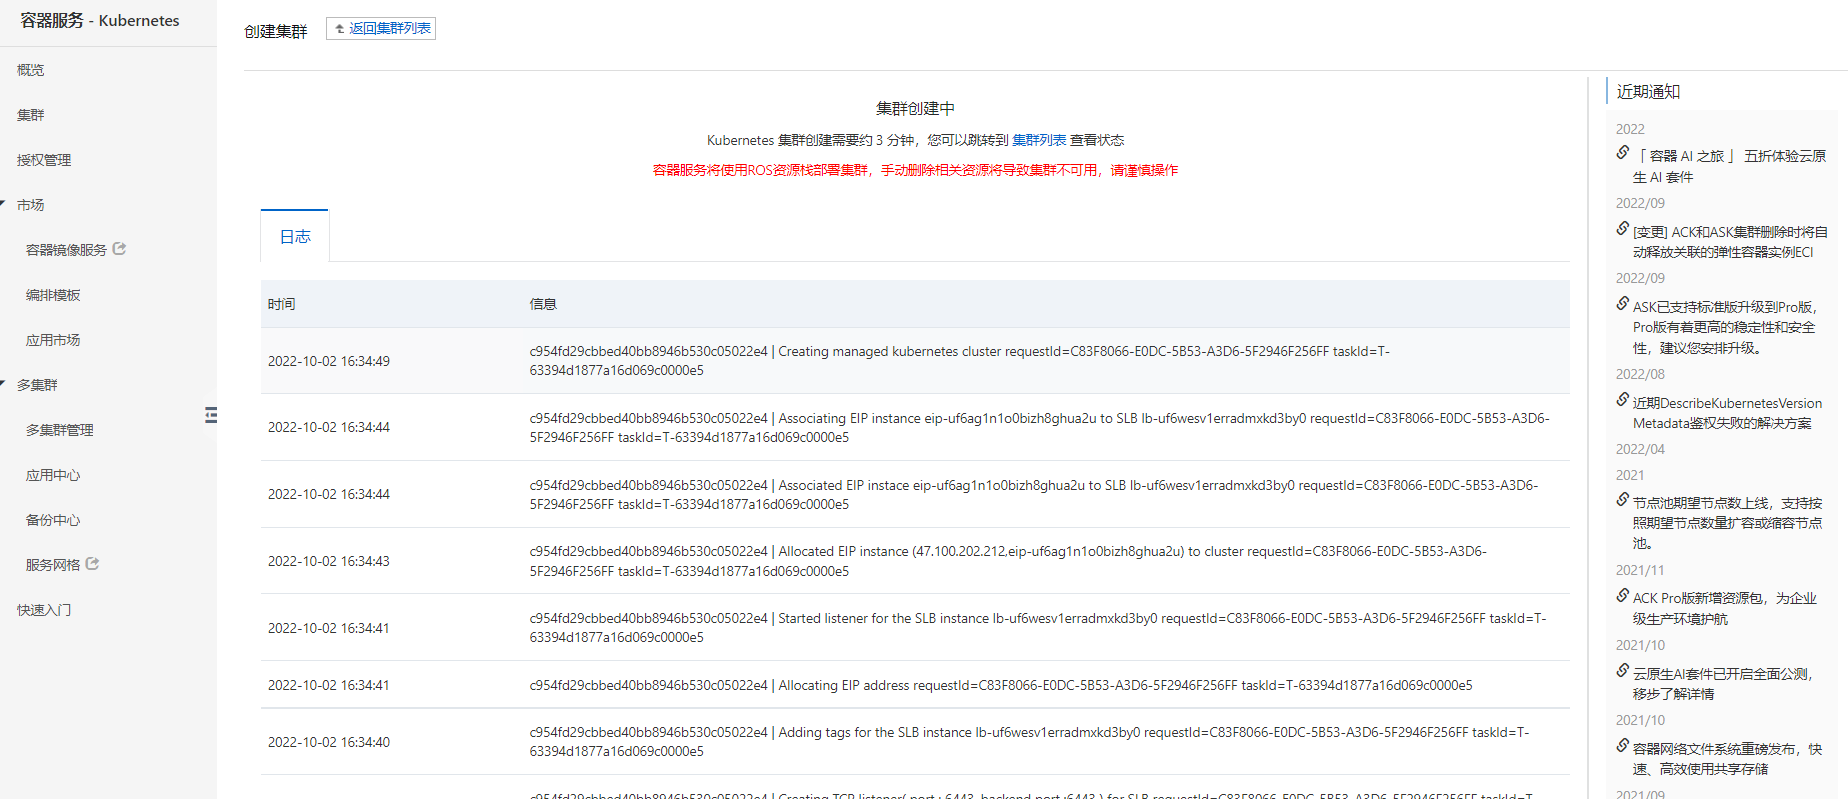 容器服务 - Kubernetes
概览
集群
授权管理
市场
容器镜像服务
编排模板
应用市场
多集群
多集群管理
应用中心
备份中心
服务网格
快速入门
创建集群
返回集群列表
集群创建中
Kubernetes 集群创建需要约 3 分钟，您可以跳转到 集群列表 查看状态
容器服务将使用ROS资源栈部署集群，手动删除相关资源将导致集群不可用，请谨慎操作
日志
时间 信息
2022-10-02 16:34:49
c954fd29cbbed40bb8946b530c05022e4 | Creating managed kubernetes cluster requestId=C83F8066-E0DC-5B53-A3D6-5F2946F256FF taskId=T-
63394d1877a16d069c0000e5
2022-10-02 16:34:44
c954fd29cbbed40bb8946b530c05022e4 | Associating EIP instance eip-uf6ag1n1o0bizh8ghua2u to SLB lb-uf6wesv1erradmxkd3by0 requestId=C83F8066-E0DC-5B53-A3D6-
5F2946F256FF taskId=T-63394d1877a16d069c0000e5
2022-10-02 16:34:44
c954fd29cbbed40bb8946b530c05022e4 | Associated EIP instace eip-uf6ag1n1o0bizh8ghua2u to SLB lb-uf6wesv1erradmxkd3by0 requestId=C83F8066-E0DC-5B53-A3D6-
5F2946F256FF taskId=T-63394d1877a16d069c0000e5
2022-10-02 16:34:43
c954fd29cbbed40bb8946b530c05022e4 | Allocated EIP instance (47.100.202.212,eip-uf6ag1n1o0bizh8ghua2u) to cluster requestId=C83F8066-E0DC-5B53-A3D6-
5F2946F256FF taskId=T-63394d1877a16d069c0000e5
2022-10-02 16:34:41
c954fd29cbbed40bb8946b530c05022e4 | Started listener for the SLB instance lb-uf6wesv1erradmxkd3by0 requestId=C83F8066-E0DC-5B53-A3D6-5F2946F256FF taskId=T-
63394d1877a16d069c0000e5
2022-10-02 16:34:41
c954fd29cbbed40bb8946b530c05022e4 | Allocating EIP address requestId=C83F8066-E0DC-5B53-A3D6-5F2946F256FF taskId=T-63394d1877a16d069c0000e5
2022-10-02 16:34:40
c954fd29cbbed40bb8946b530c05022e4 | Adding tags for the SLB instance lb-uf6wesv1erradmxkd3by0 requestId=C83F8066-E0DC-5B53-A3D6-5F2946F256FF taskId=T-
63394d1877a16d069c0000e5
c954fd29cbbed40bb8946b530c05022e4 | Creating TCP listener( port : 6443, backend port :6443 ) for SLB requestId=C83F8066-E0DC-5B53-A3D6-5F2946F256FF taskId=T-
近期通知
2022
「 容器 AI 之旅 」 五折体验云原
生 AI 套件
2022/09
[变更] ACK和ASK集群删除时将自
动释放关联的弹性容器实例ECI
2022/09
ASK已支持标准版升级到Pro版，
Pro版有着更高的稳定性和安全
性，建议您安排升级。
2022/08
近期DescribeKubernetesVersion
Metadata鉴权失败的解决方案
2022/04
2021
节点池期望节点数上线，支持按
照期望节点数量扩容或缩容节点
池。
2021/11
ACK Pro版新增资源包，为企业
级生产环境护航
2021/10
云原生AI套件已开启全面公测，
移步了解详情
2021/10
容器网络文件系统重磅发布，快
速、高效使用共享存储
2021/09